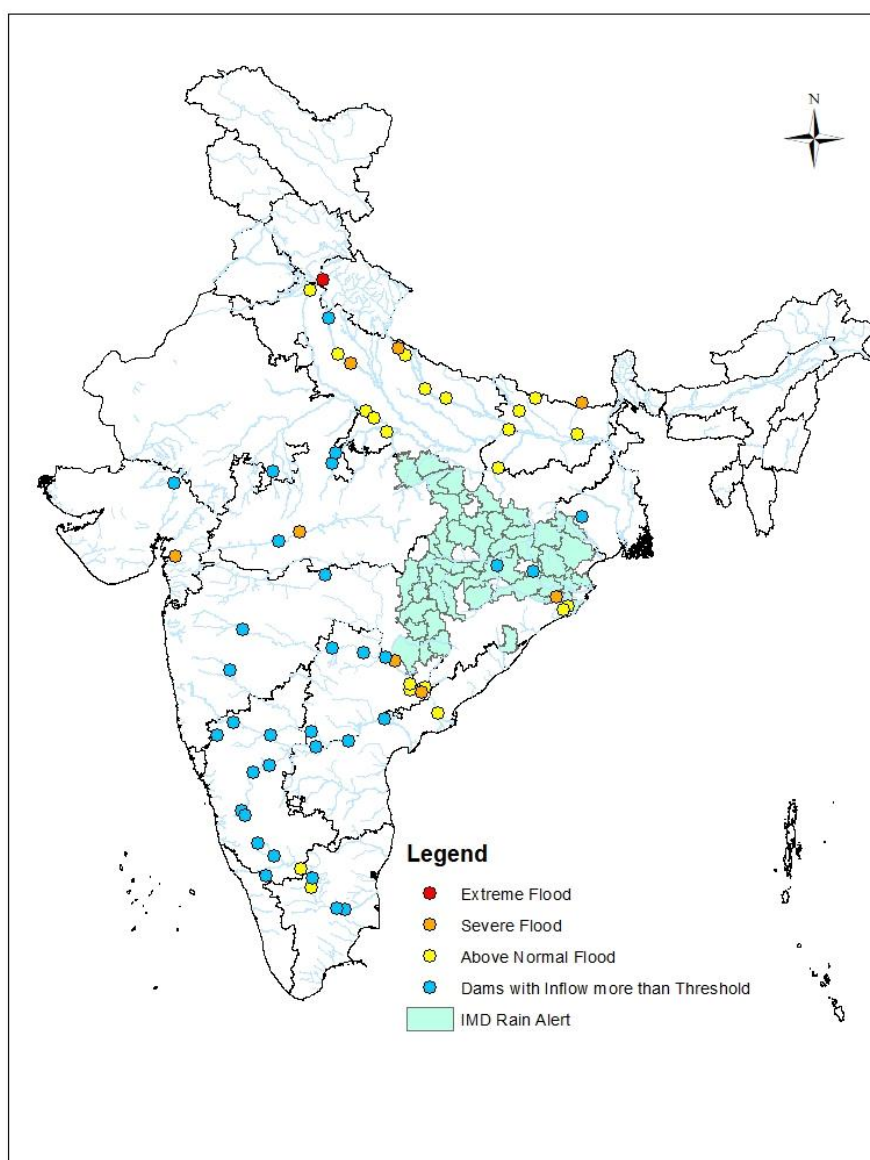 N
Legend
Extreme Flood
Severe Flood
Above Normal Flood
Dams with Inflow more than Threshold
IMD Rain Alert